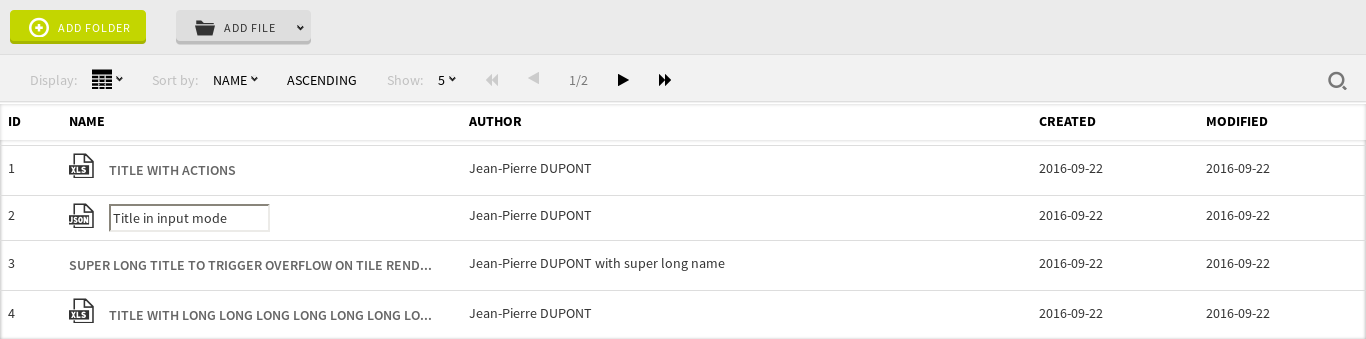 ADD FOLDER ADD FILE
Display: Sort by: NAME ASCENDING Show: 5 1/2
ID NAME AUTHOR CREATED MODIFIED
1 XLS TITLE WITH ACTIONS Jean-Pierre DUPONT 2016-09-22 2016-09-22
2 JSON Title in input mode Jean-Pierre DUPONT 2016-09-22 2016-09-22
3 SUPER LONG TITLE TO TRIGGER OVERFLOW ON TILE REND... Jean-Pierre DUPONT with super long name 2016-09-22 2016-09-22
4 XLS TITLE WITH LONG LONG LONG LONG LONG LONG LO... Jean-Pierre DUPONT 2016-09-22 2016-09-22